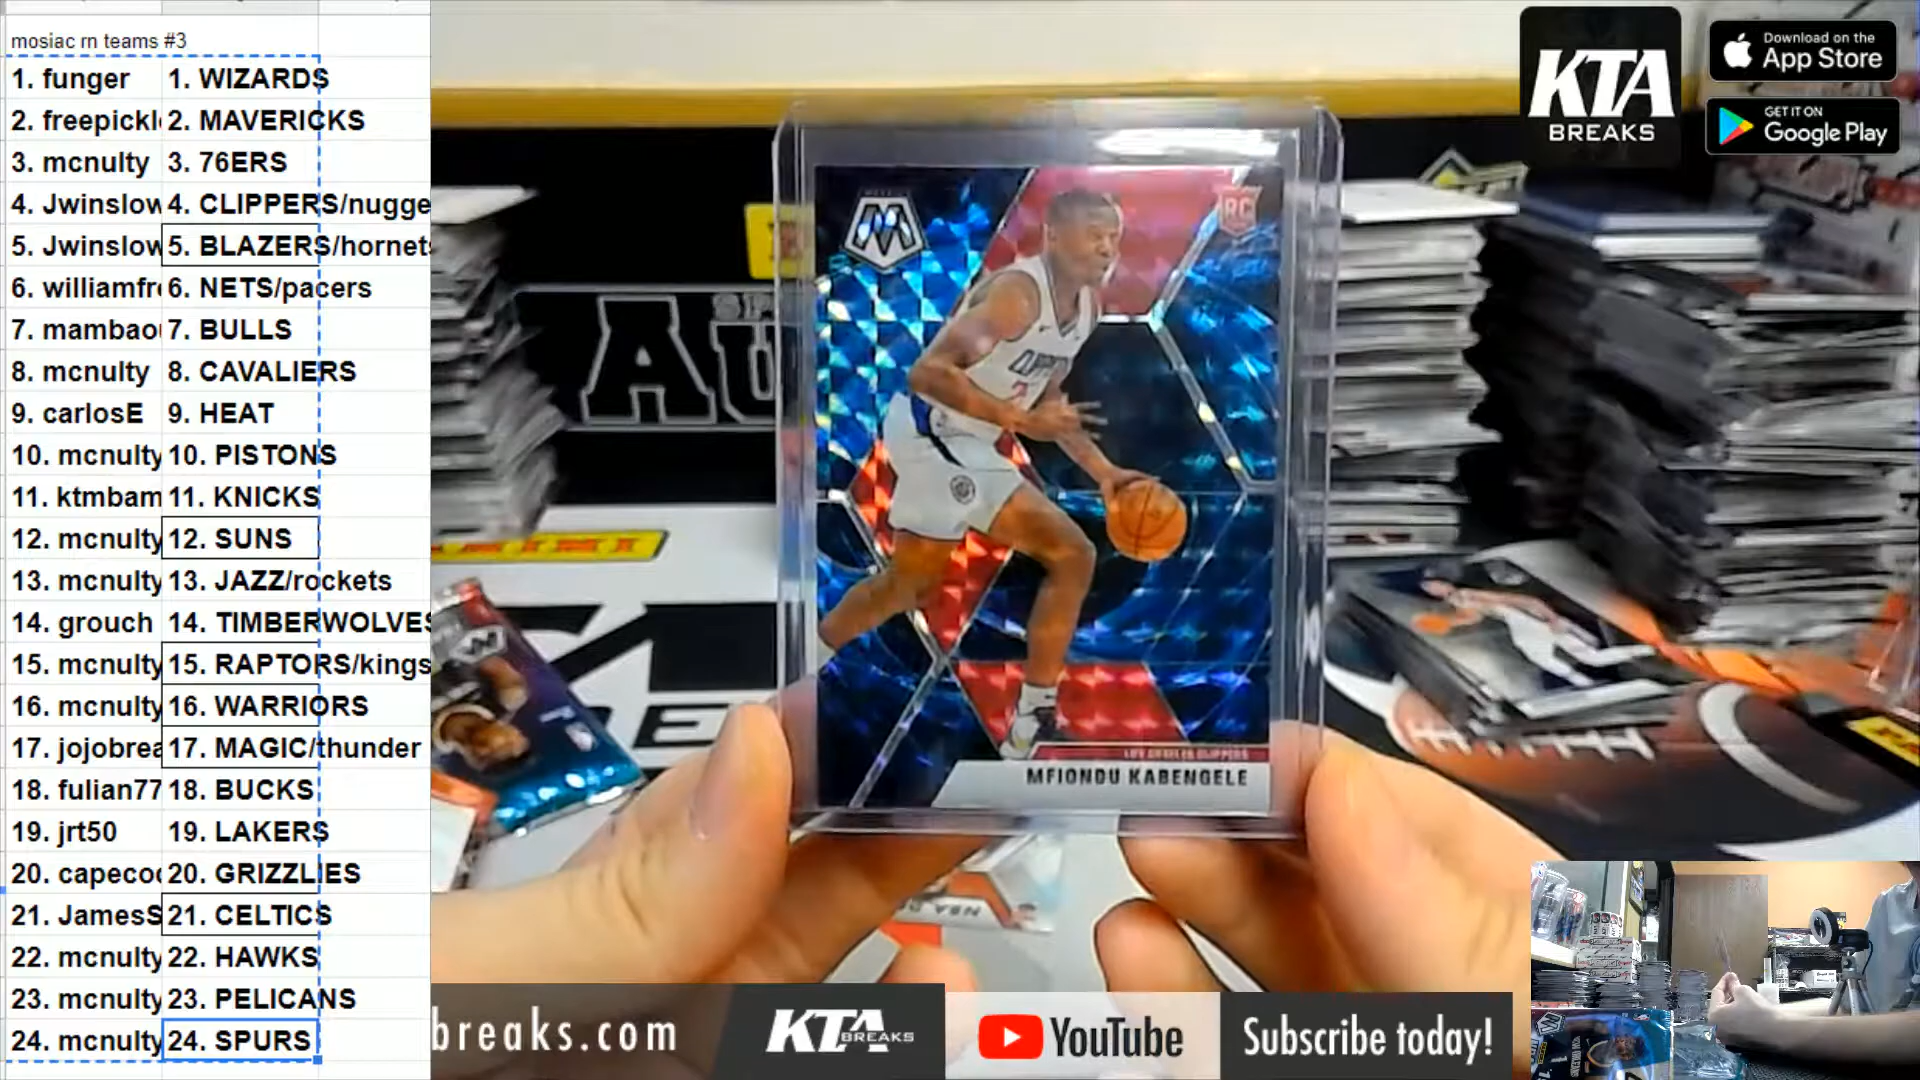 mosiac rn teams #3
1. funger 1. WIZARDS
2. freepickl 2. MAVERICKS
3. mcnulty 3. 76ERS
4. Jwinslow 4. CLIPPERS/nugge
5. Jwinslow 5. BLAZERS/hornets
6. williamfr 6. NETS/pacers
7. mambao 7. BULLS
8. mcnulty 8. CAVALIERS
9. carlosE 9. HEAT
10. mcnulty 10. PISTONS
11. ktmbam 11. KNICKS
12. mcnulty 12. SUNS
13. mcnulty 13. JAZZ/rockets
14. grouch 14. TIMBERWOLVES
15. mcnulty 15. RAPTORS/kings
16. mcnulty 16. WARRIORS
17. jojobrea 17. MAGIC/thunder
18. fulian77 18. BUCKS
19. jrt50 19. LAKERS
20. capecoo 20. GRIZZLIES
21. JamesS 21. CELTICS
22. mcnulty 22. HAWKS
23. mcnulty 23. PELICANS
24. mcnulty 24. SPURS
KTA
BREAKS
Download on the
App Store
GET IT ON
Google Play
RC
LOS ANGELES CLIPPERS
MFIONDU KABENGELE
breaks.com
KTA BREAKS
YouTube
Subscribe today!